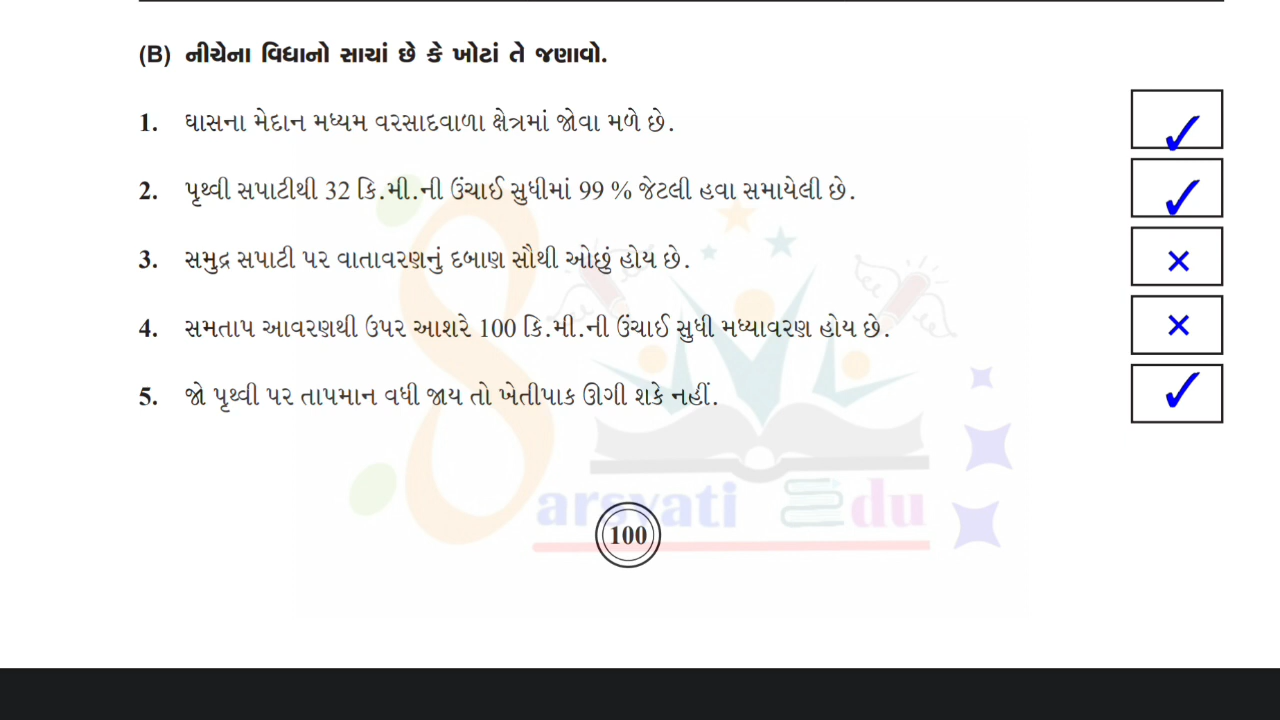 (B) નીચેના વિધાનો સાચાં છે કે ખોટાં તે જણાવો.
1. ઘાસના મેદાન મધ્યમ વરસાદવાળા ક્ષેત્રમાં જોવા મળે છે. ✓
2. પૃથ્વી સપાટીથી 32 કિ.મી.ની ઉંચાઈ સુધીમાં 99 % જેટલી હવા સમાયેલી છે. ✓
3. સમુદ્ર સપાટી પર વાતાવરણનું દબાણ સૌથી ઓછું હોય છે. ×
4. સમતાપ આવરણથી ઉપર આશરે 100 કિ.મી.ની ઉંચાઈ સુધી મધ્યાવરણ હોય છે. ×
5. જો પૃથ્વી પર તાપમાન વધી જાય તો ખેતીપાક ઊગી શકે નહીં. ✓
Sarsvati Edu
100